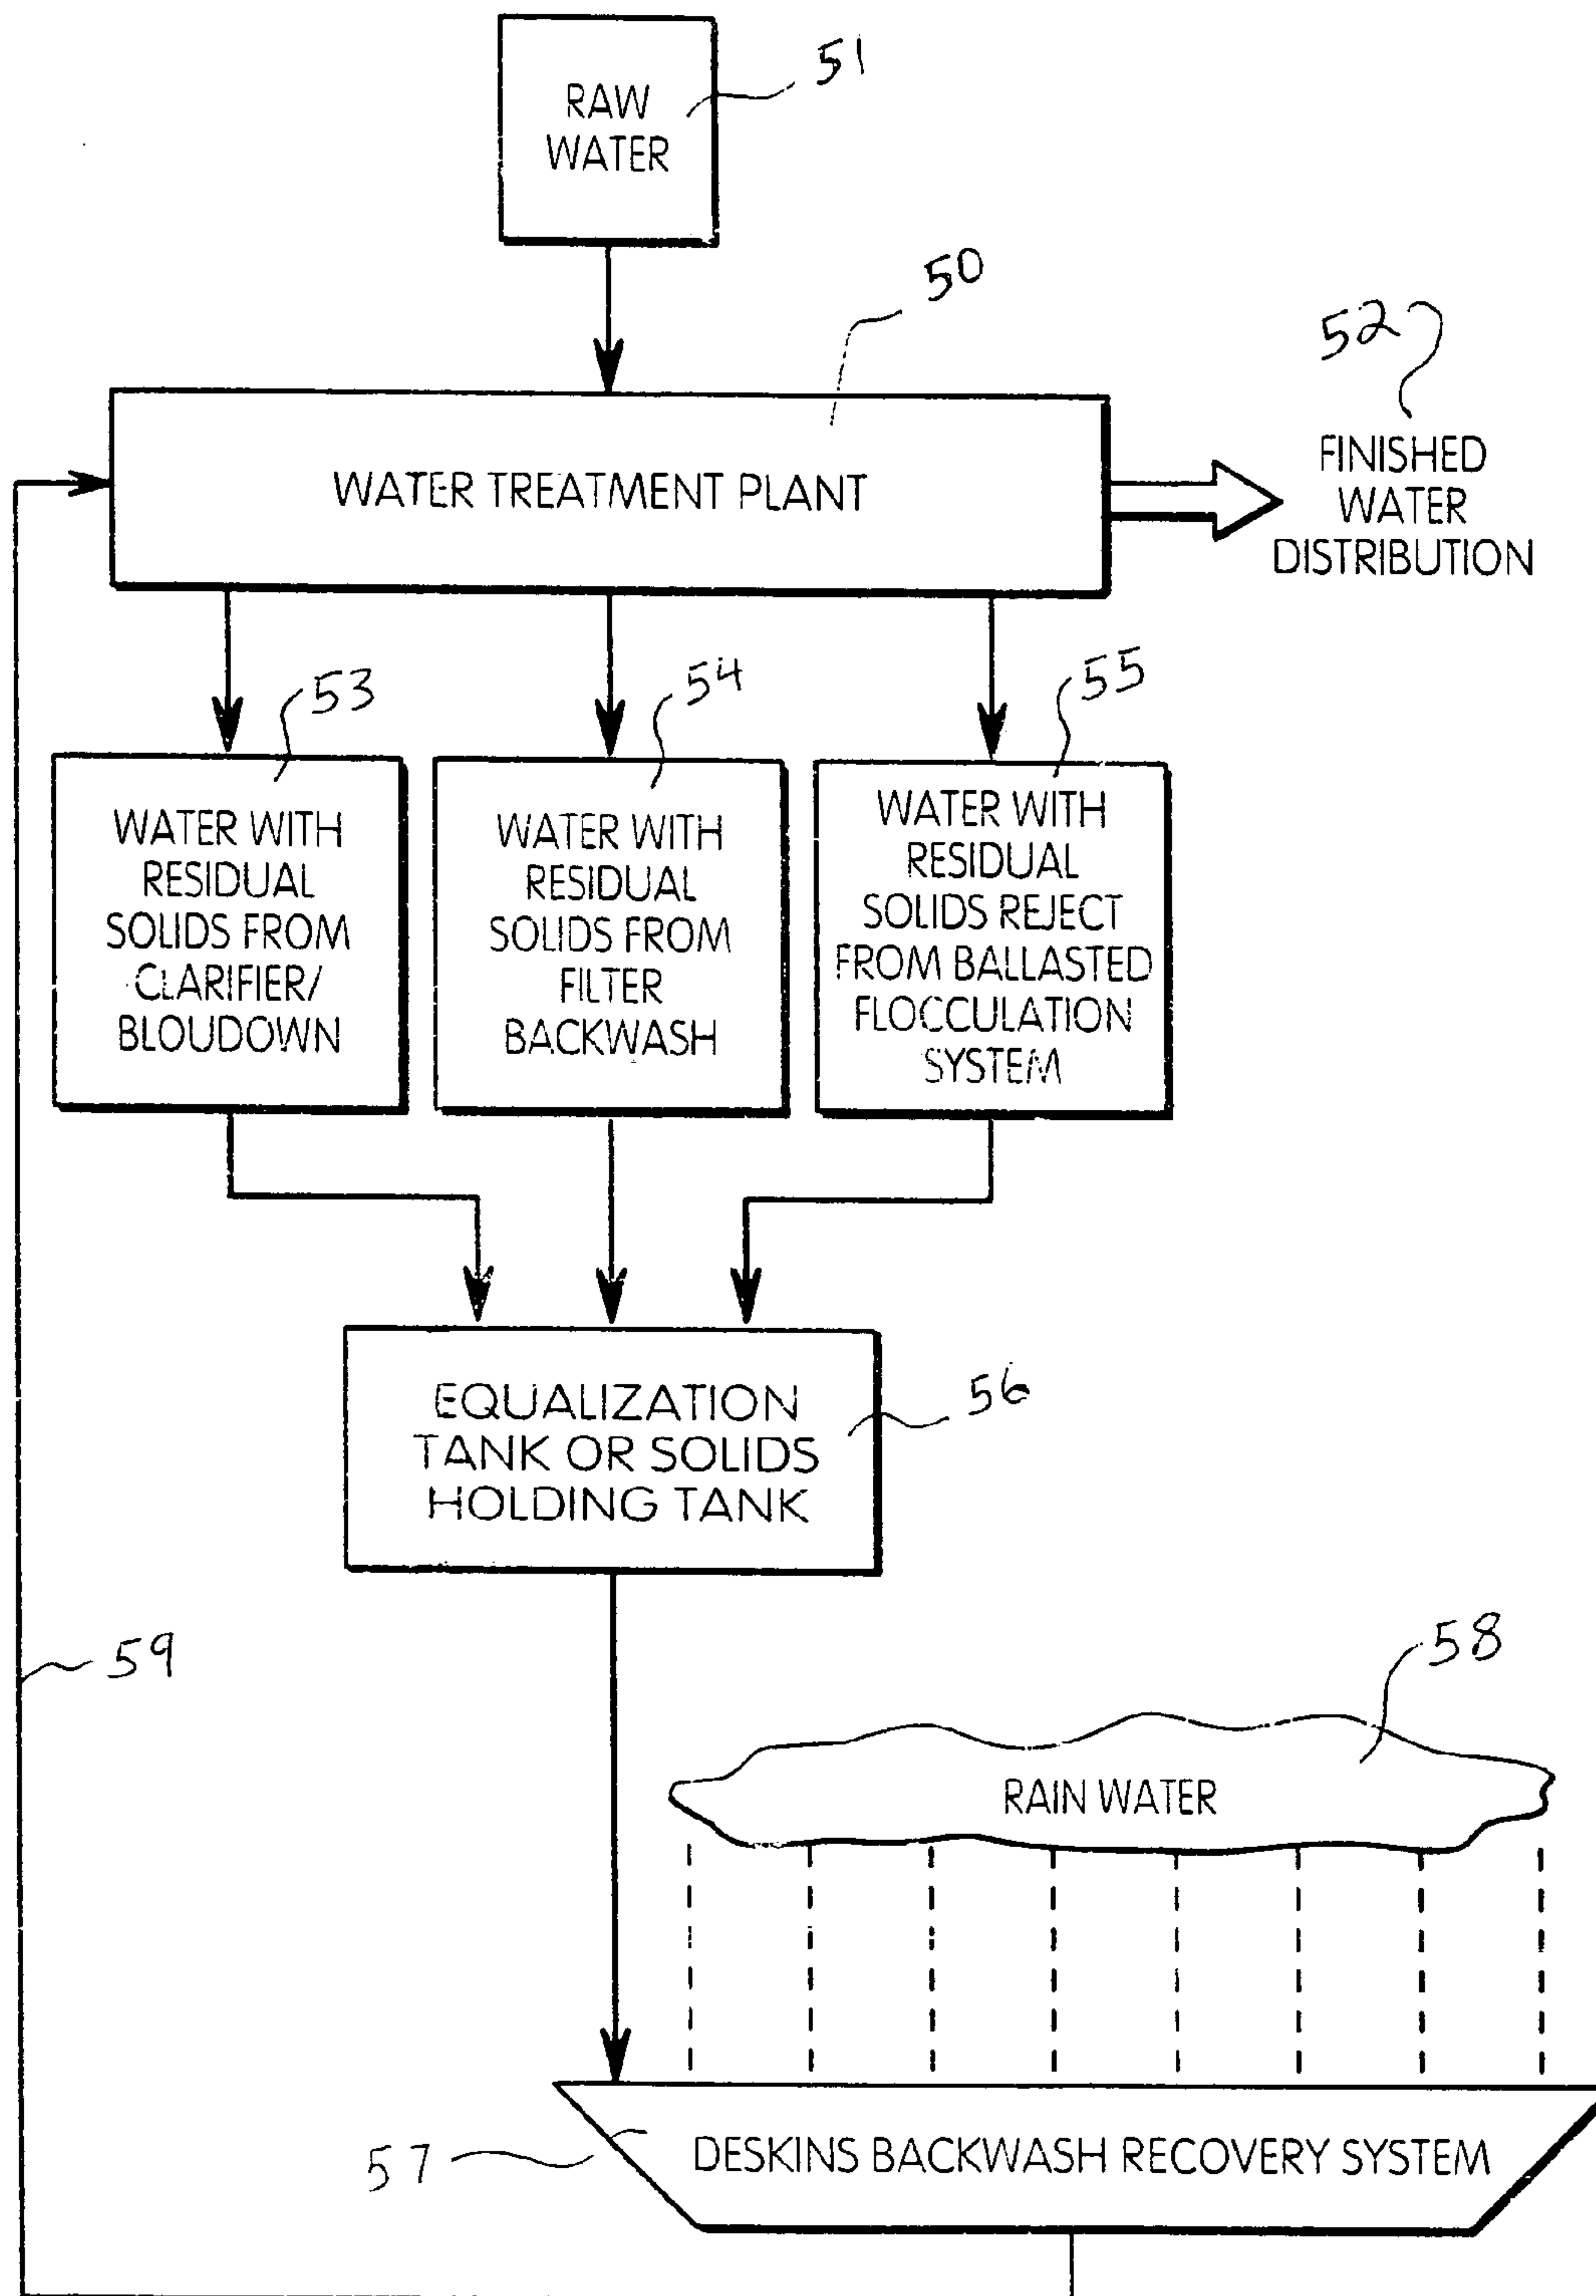 51
RAW
WATER
50
52
FINISHED
WATER
DISTRIBUTION
WATER TREATMENT PLANT
53
54
55
WATER WITH
RESIDUAL
SOLIDS FROM
CLARIFIER/
BLOUDOWN
WATER WITH
RESIDUAL
SOLIDS FROM
FILTER
BACKWASH
WATER WITH
RESIDUAL
SOLIDS REJECT
FROM BALLASTED
FLOCCULATION
SYSTEM
56
EQUALIZATION
TANK OR SOLIDS
HOLDING TANK
59
58
RAIN WATER
57
DESKINS BACKWASH RECOVERY SYSTEM